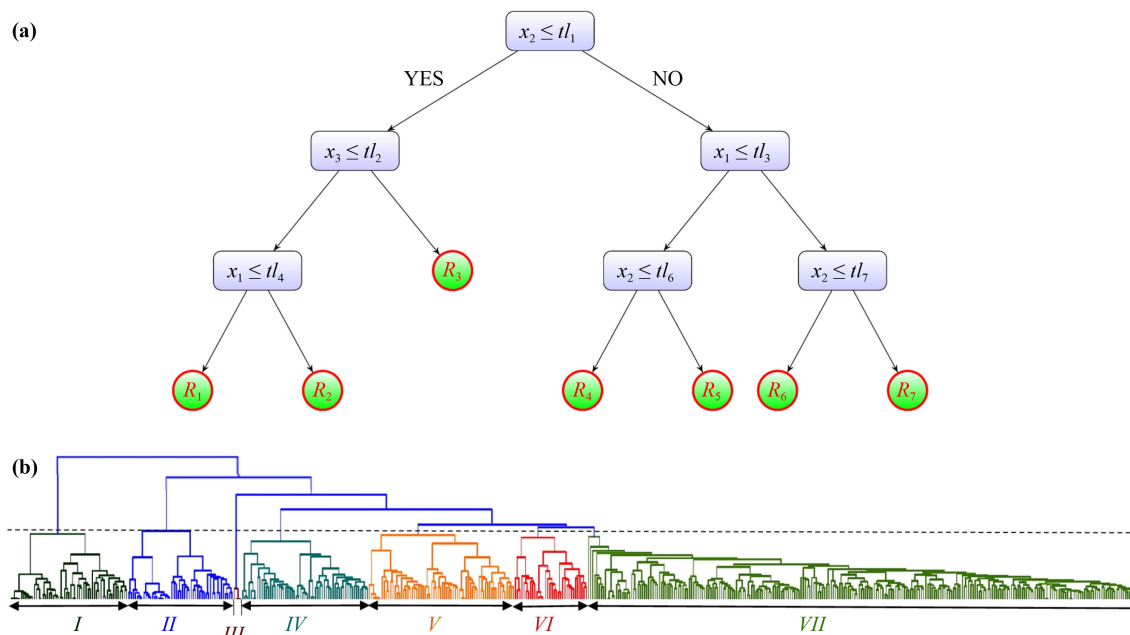 (a)
x₂ ≤ tl₁
YES
NO
x₃ ≤ tl₂
x₁ ≤ tl₃
x₁ ≤ tl₄
R₃
x₂ ≤ tl₆
x₂ ≤ tl₇
R₁
R₂
R₄
R₅
R₆
R₇
(b)
I
II
III
IV
V
VI
VII